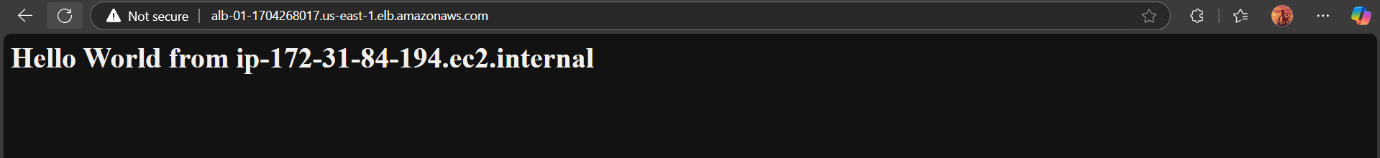 Not secure alb-01-1704268017.us-east-1.elb.amazonaws.com
Hello World from ip-172-31-84-194.ec2.internal